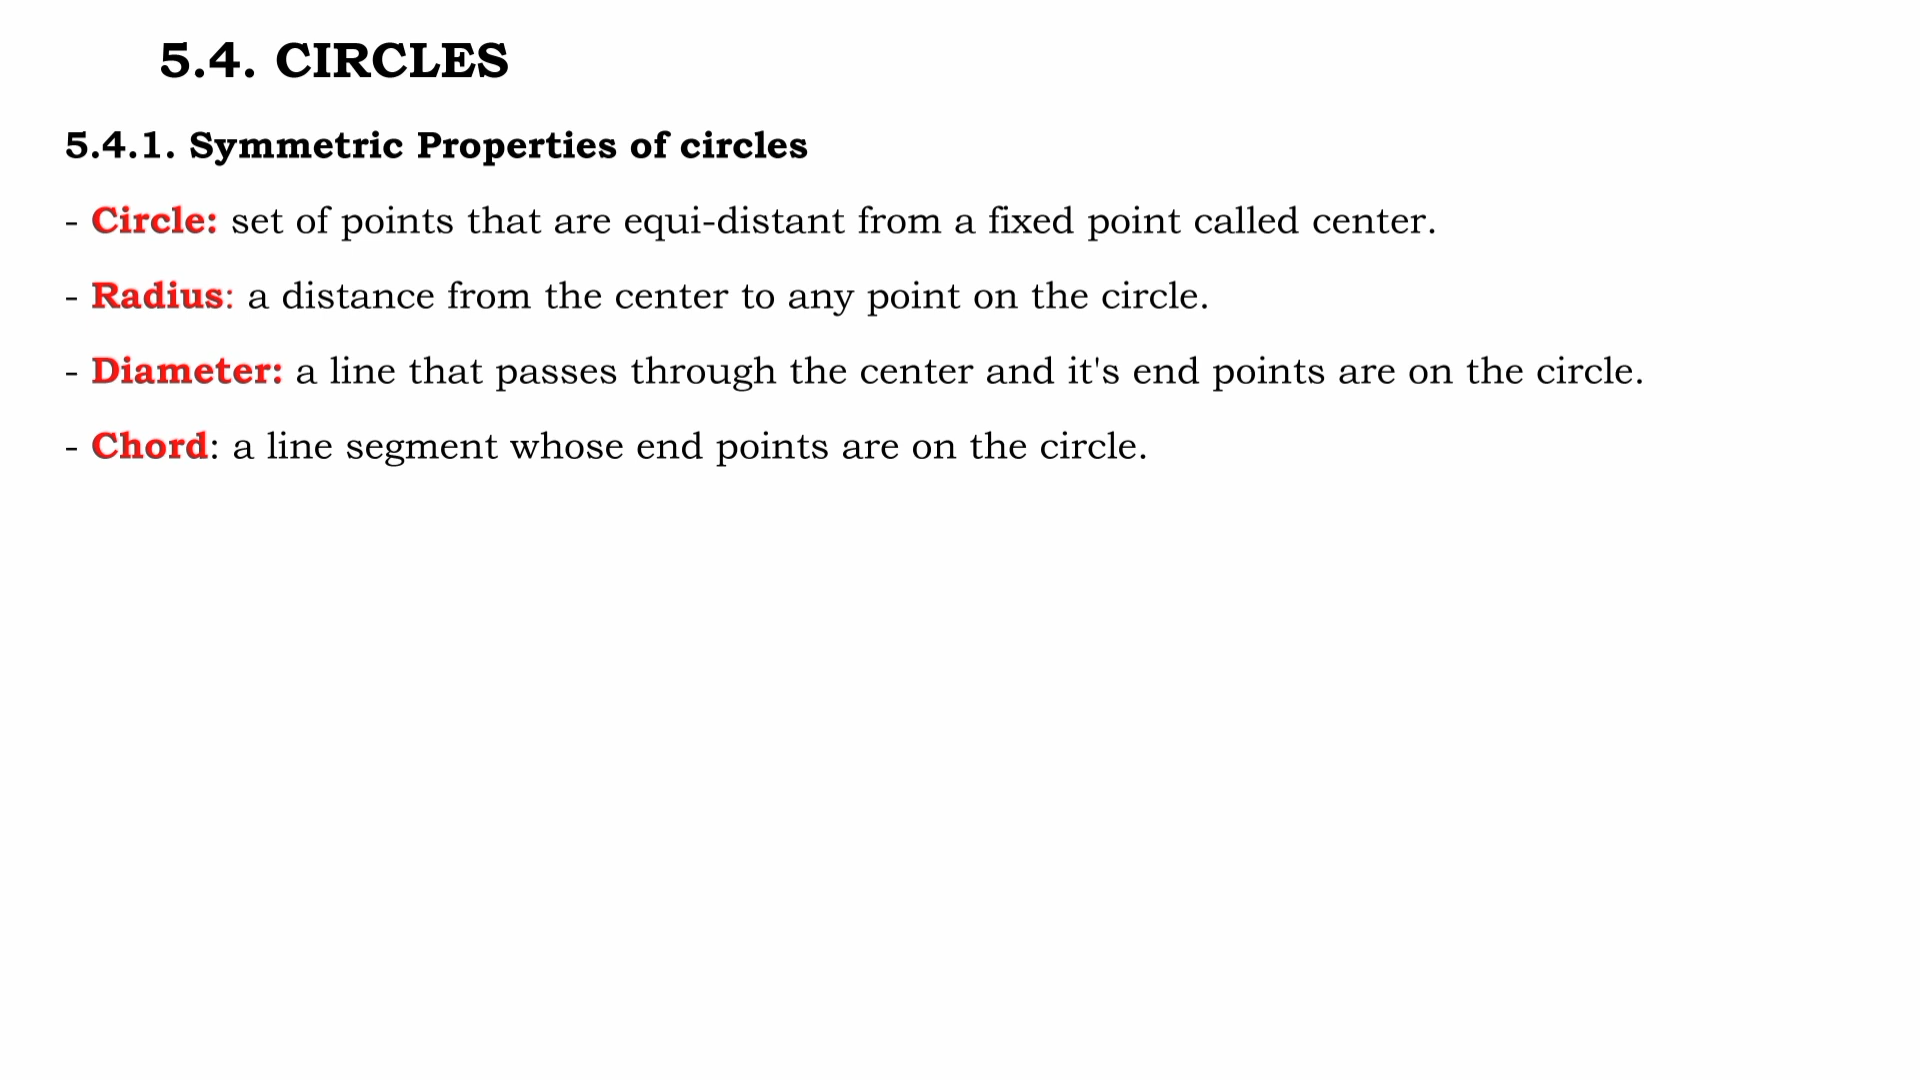 5.4. CIRCLES
5.4.1. Symmetric Properties of circles
- Circle: set of points that are equi-distant from a fixed point called center.
- Radius: a distance from the center to any point on the circle.
- Diameter: a line that passes through the center and it's end points are on the circle.
- Chord: a line segment whose end points are on the circle.